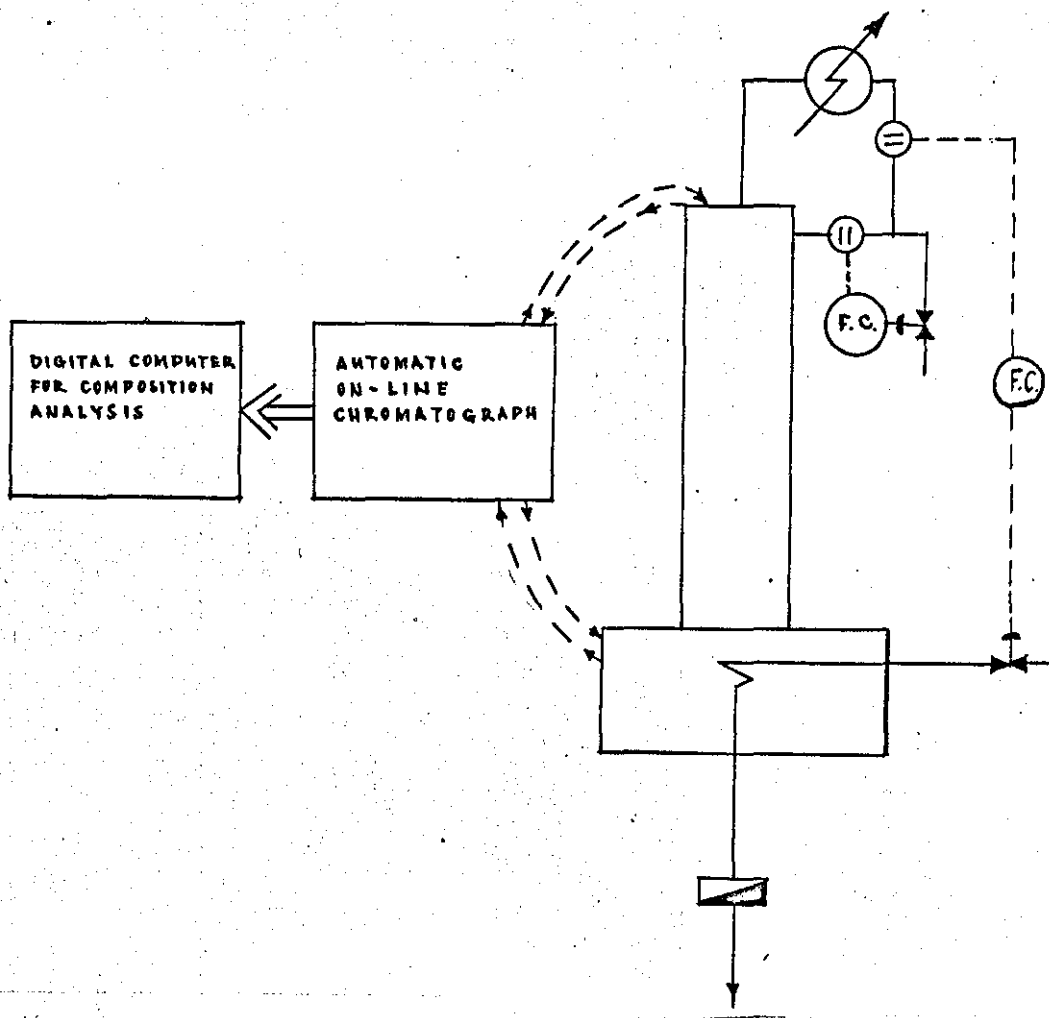 DIGITAL COMPUTER
FOR COMPOSITION
ANALYSIS
AUTOMATIC
ON-LINE
CHROMATOGRAPH
F.C.
F.C.